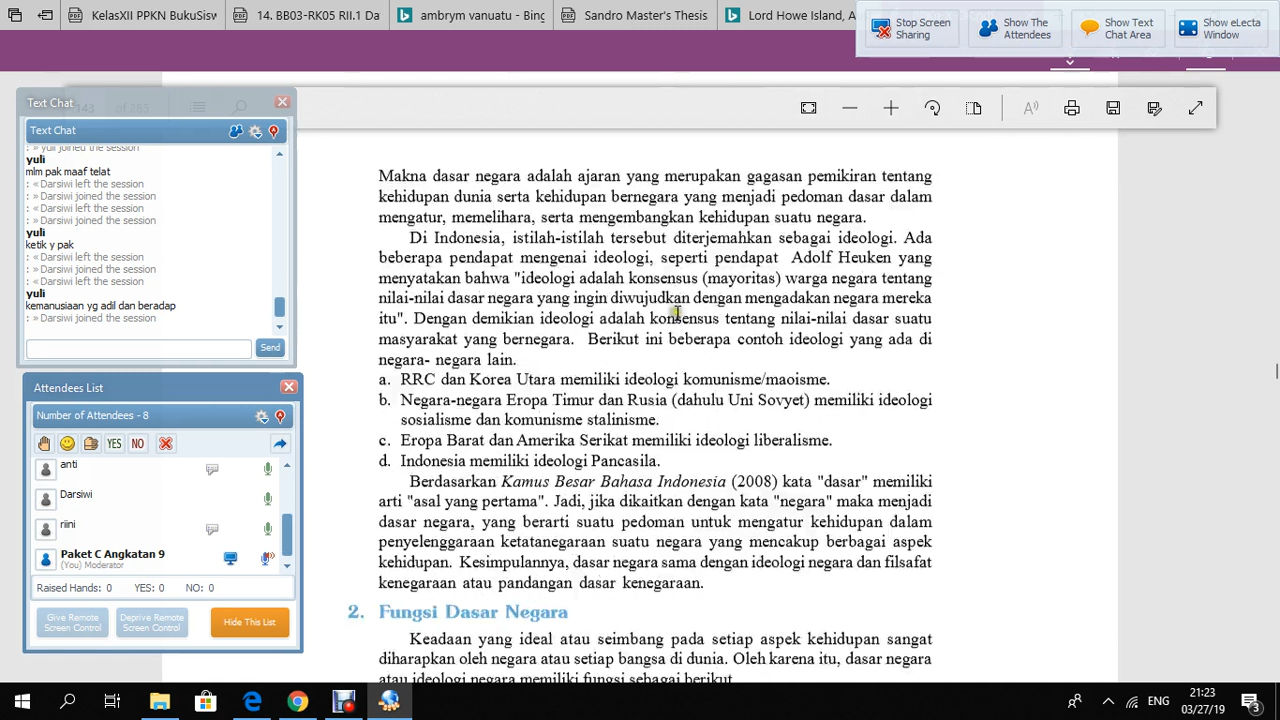 KelasXII PPKN BukuSisw
14. BB03-RK05 RII.1 Da
ambrym vanuatu - Bing
Sandro Master's Thesis
Lord Howe Island, A
Stop Screen Sharing
Show The Attendees
Show Text Chat Area
Show eLecta Window
Text Chat
143 of 285
Text Chat
: » yuli joined the session
yuli
mlm pak maaf telat
: « Darsiwi left the session
: » Darsiwi joined the session
: « Darsiwi left the session
: » Darsiwi joined the session
yuli
ketik y pak
: « Darsiwi left the session
: » Darsiwi joined the session
yuli
kemanusiaan yg adil dan beradap
Send
Attendees List
Number of Attendees - 8
YES
NO
anti
Darsiwi
riini
Paket C Angkatan 9
(You) Moderator
Raised Hands: 0 YES: 0 NO: 0
Give Remote Screen Control
Deprive Remote Screen Control
Hide This List
Makna dasar negara adalah ajaran yang merupakan gagasan pemikiran tentang
kehidupan dunia serta kehidupan bernegara yang menjadi pedoman dasar dalam
mengatur, memelihara, serta mengembangkan kehidupan suatu negara.
Di Indonesia, istilah-istilah tersebut diterjemahkan sebagai ideologi. Ada
beberapa pendapat mengenai ideologi, seperti pendapat Adolf Heuken yang
menyatakan bahwa "ideologi adalah konsensus (mayoritas) warga negara tentang
nilai-nilai dasar negara yang ingin diwujudkan dengan mengadakan negara mereka
itu". Dengan demikian ideologi adalah konsensus tentang nilai-nilai dasar suatu
masyarakat yang bernegara. Berikut ini beberapa contoh ideologi yang ada di
negara- negara lain.
a. RRC dan Korea Utara memiliki ideologi komunisme/maoisme.
b. Negara-negara Eropa Timur dan Rusia (dahulu Uni Sovyet) memiliki ideologi
sosialisme dan komunisme stalinisme.
c. Eropa Barat dan Amerika Serikat memiliki ideologi liberalisme.
d. Indonesia memiliki ideologi Pancasila.
Berdasarkan Kamus Besar Bahasa Indonesia (2008) kata "dasar" memiliki
arti "asal yang pertama". Jadi, jika dikaitkan dengan kata "negara" maka menjadi
dasar negara, yang berarti suatu pedoman untuk mengatur kehidupan dalam
penyelenggaraan ketatanegaraan suatu negara yang mencakup berbagai aspek
kehidupan. Kesimpulannya, dasar negara sama dengan ideologi negara dan filsafat
kenegaraan atau pandangan dasar kenegaraan.
2. Fungsi Dasar Negara
Keadaan yang ideal atau seimbang pada setiap aspek kehidupan sangat
diharapkan oleh negara atau setiap bangsa di dunia. Oleh karena itu, dasar negara
atau ideologi negara memiliki fungsi sebagai berikut
ENG
21:23
03/27/19
3